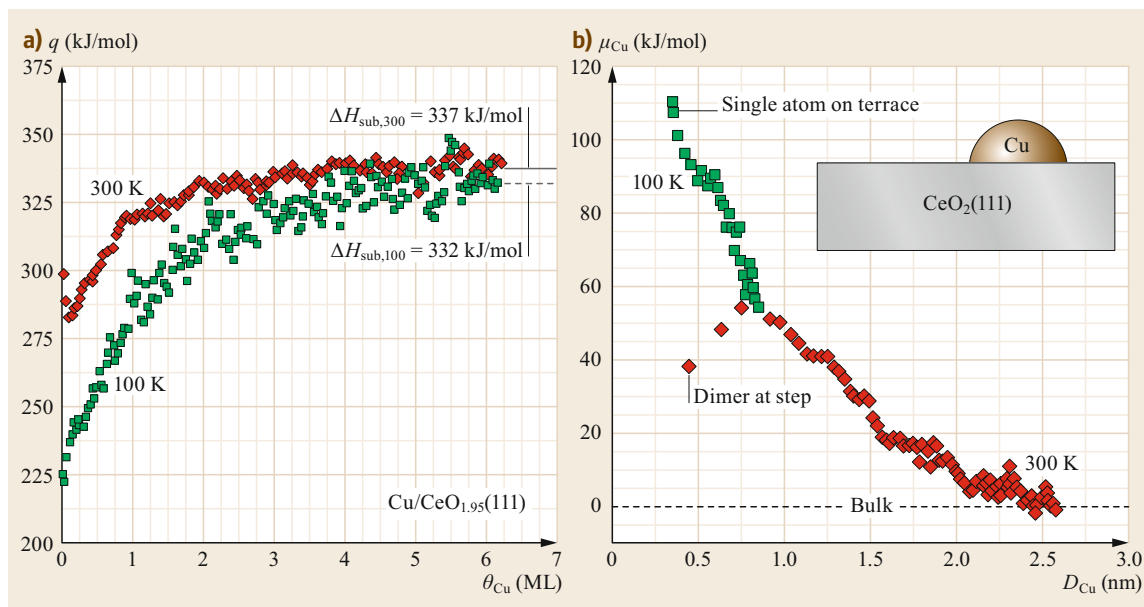 a) q (kJ/mol)
375
350
325
300
275
250
225
200
0 1 2 3 4 5 6 7
θCu (ML)
ΔHsub,300 = 337 kJ/mol
300 K
ΔHsub,100 = 332 kJ/mol
100 K
Cu/CeO1.95(111)
b) μCu (kJ/mol)
120
100
80
60
40
20
0
0 0.5 1.0 1.5 2.0 2.5 3.0
DCu (nm)
Single atom on terrace
Cu
100 K
CeO2(111)
Dimer at step
300 K
Bulk